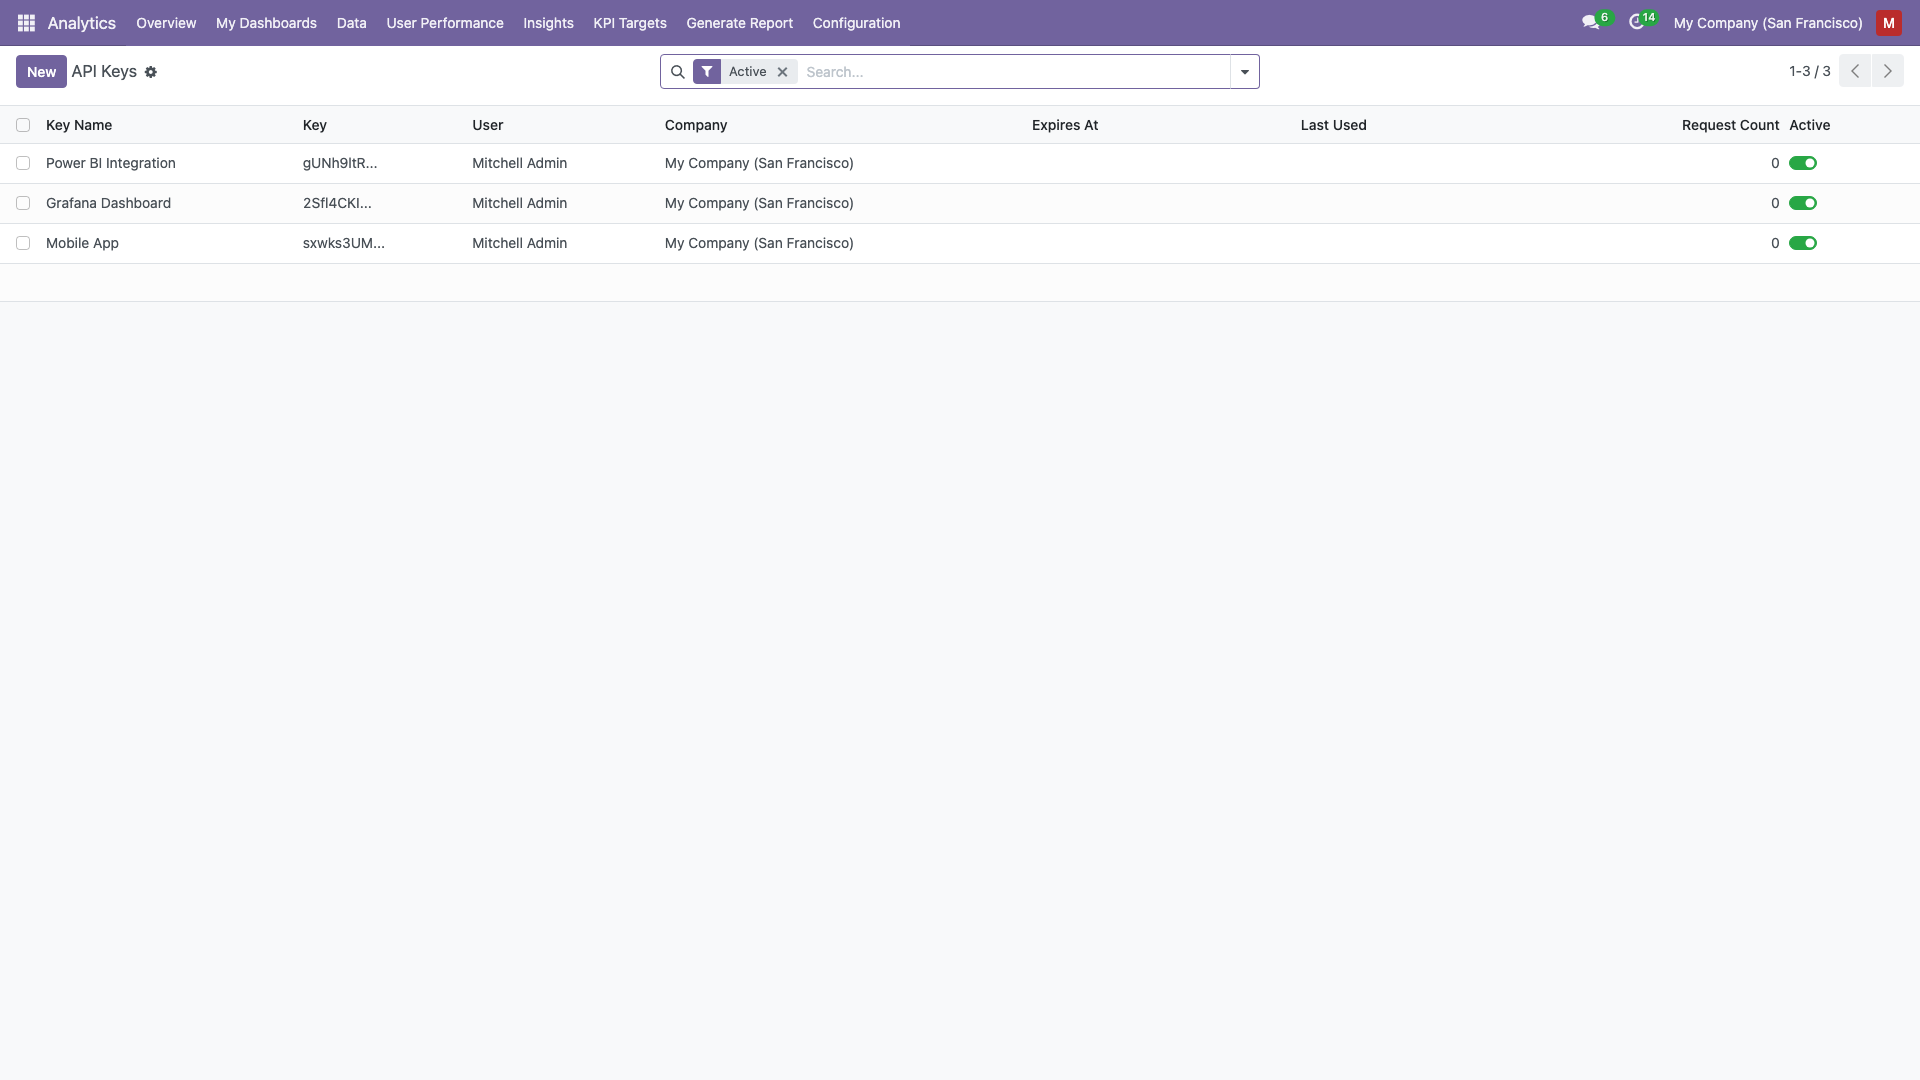 Analytics Overview My Dashboards Data User Performance Insights KPI Targets Generate Report Configuration 6 14 My Company (San Francisco) M
New API Keys Active Search... 1-3 / 3
Key Name Key User Company Expires At Last Used Request Count Active
Power BI Integration gUNh9ItR... Mitchell Admin My Company (San Francisco) 0
Grafana Dashboard 2SfI4CKI... Mitchell Admin My Company (San Francisco) 0
Mobile App sxwks3UM... Mitchell Admin My Company (San Francisco) 0